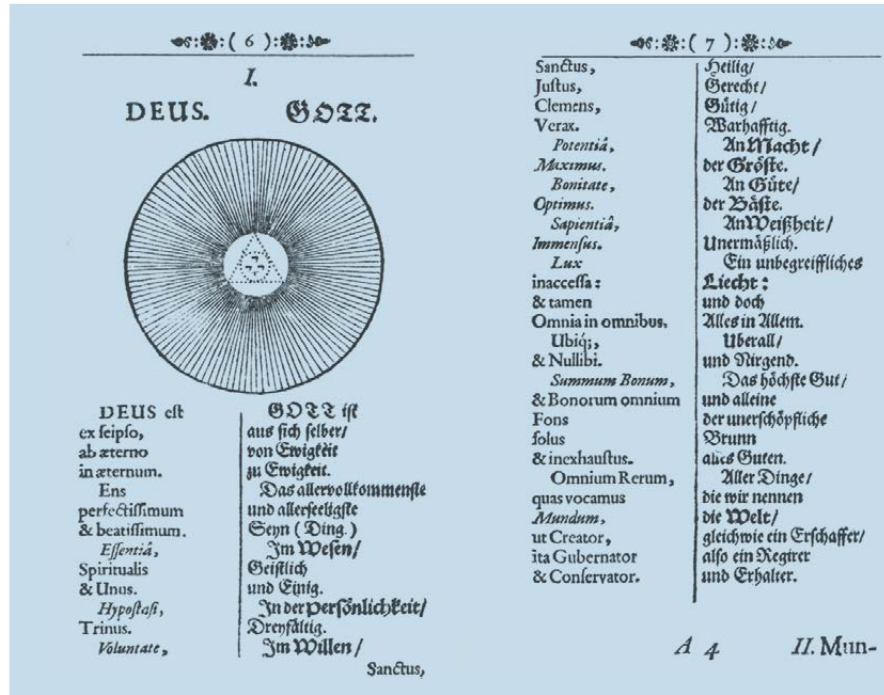 ( 6 )
I.
DEUS. GOTT.
DEUS eſt
ex ſeipſo,
ab æterno
in æternum.
Ens
perfectiſſimum
& beatiſſimum.
Eſſentiâ,
Spiritualis
& Unus.
Hypoſtaſi,
Trinus.
Voluntate,
GOTT iſt
aus ſich ſelber/
von Ewigkeit
zu Ewigkeit.
Das allervollkommenſte
und allerſeeligſte
Seyn (Ding.)
Im Weſen/
Geiſtlich
und Einig.
In der Perſönlichkeit/
Dreyfältig.
Im Willen/
Sanctus,
( 7 )
Sanctus,
Juſtus,
Clemens,
Verax.
Potentiâ,
Maximus.
Bonitate,
Optimus.
Sapientiâ,
Immenſus.
Lux
inacceſſa:
& tamen
Omnia in omnibus.
Ubiq;,
& Nullibi.
Summum Bonum,
& Bonorum omnium
Fons
ſolus
& inexhauſtus.
Omnium Rerum,
quas vocamus
Mundum,
ut Creator,
ita Gubernator
& Conſervator.
Heilig/
Gerecht/
Gütig/
Warhafftig.
An Macht/
der Gröſte.
An Güte/
der Bäſte.
An Weißheit/
Unermäßlich.
Ein unbegreiffliches
Liecht:
und doch
Alles in Allem.
Uberall/
und Nirgend.
Das höchſte Gut/
und alleine
der unerſchöpfliche
Brunn
alles Guten.
Aller Dinge/
die wir nennen
die Welt/
gleichwie ein Erſchaffer/
alſo ein Regirer
und Erhalter.
A 4 II. Mun-